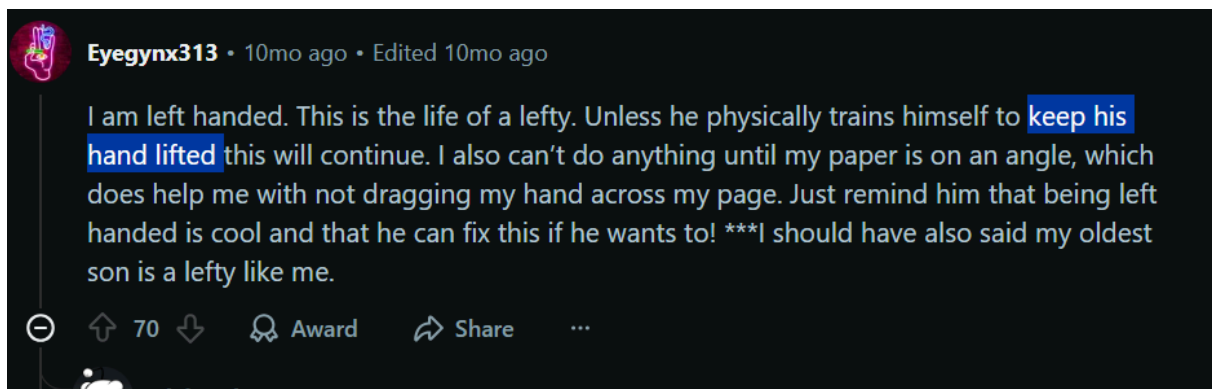 Eyegynx313 • 10mo ago • Edited 10mo ago
I am left handed. This is the life of a lefty. Unless he physically trains himself to keep his
hand lifted this will continue. I also can't do anything until my paper is on an angle, which
does help me with not dragging my hand across my page. Just remind him that being left
handed is cool and that he can fix this if he wants to! ***I should have also said my oldest
son is a lefty like me.
70 Award Share ...